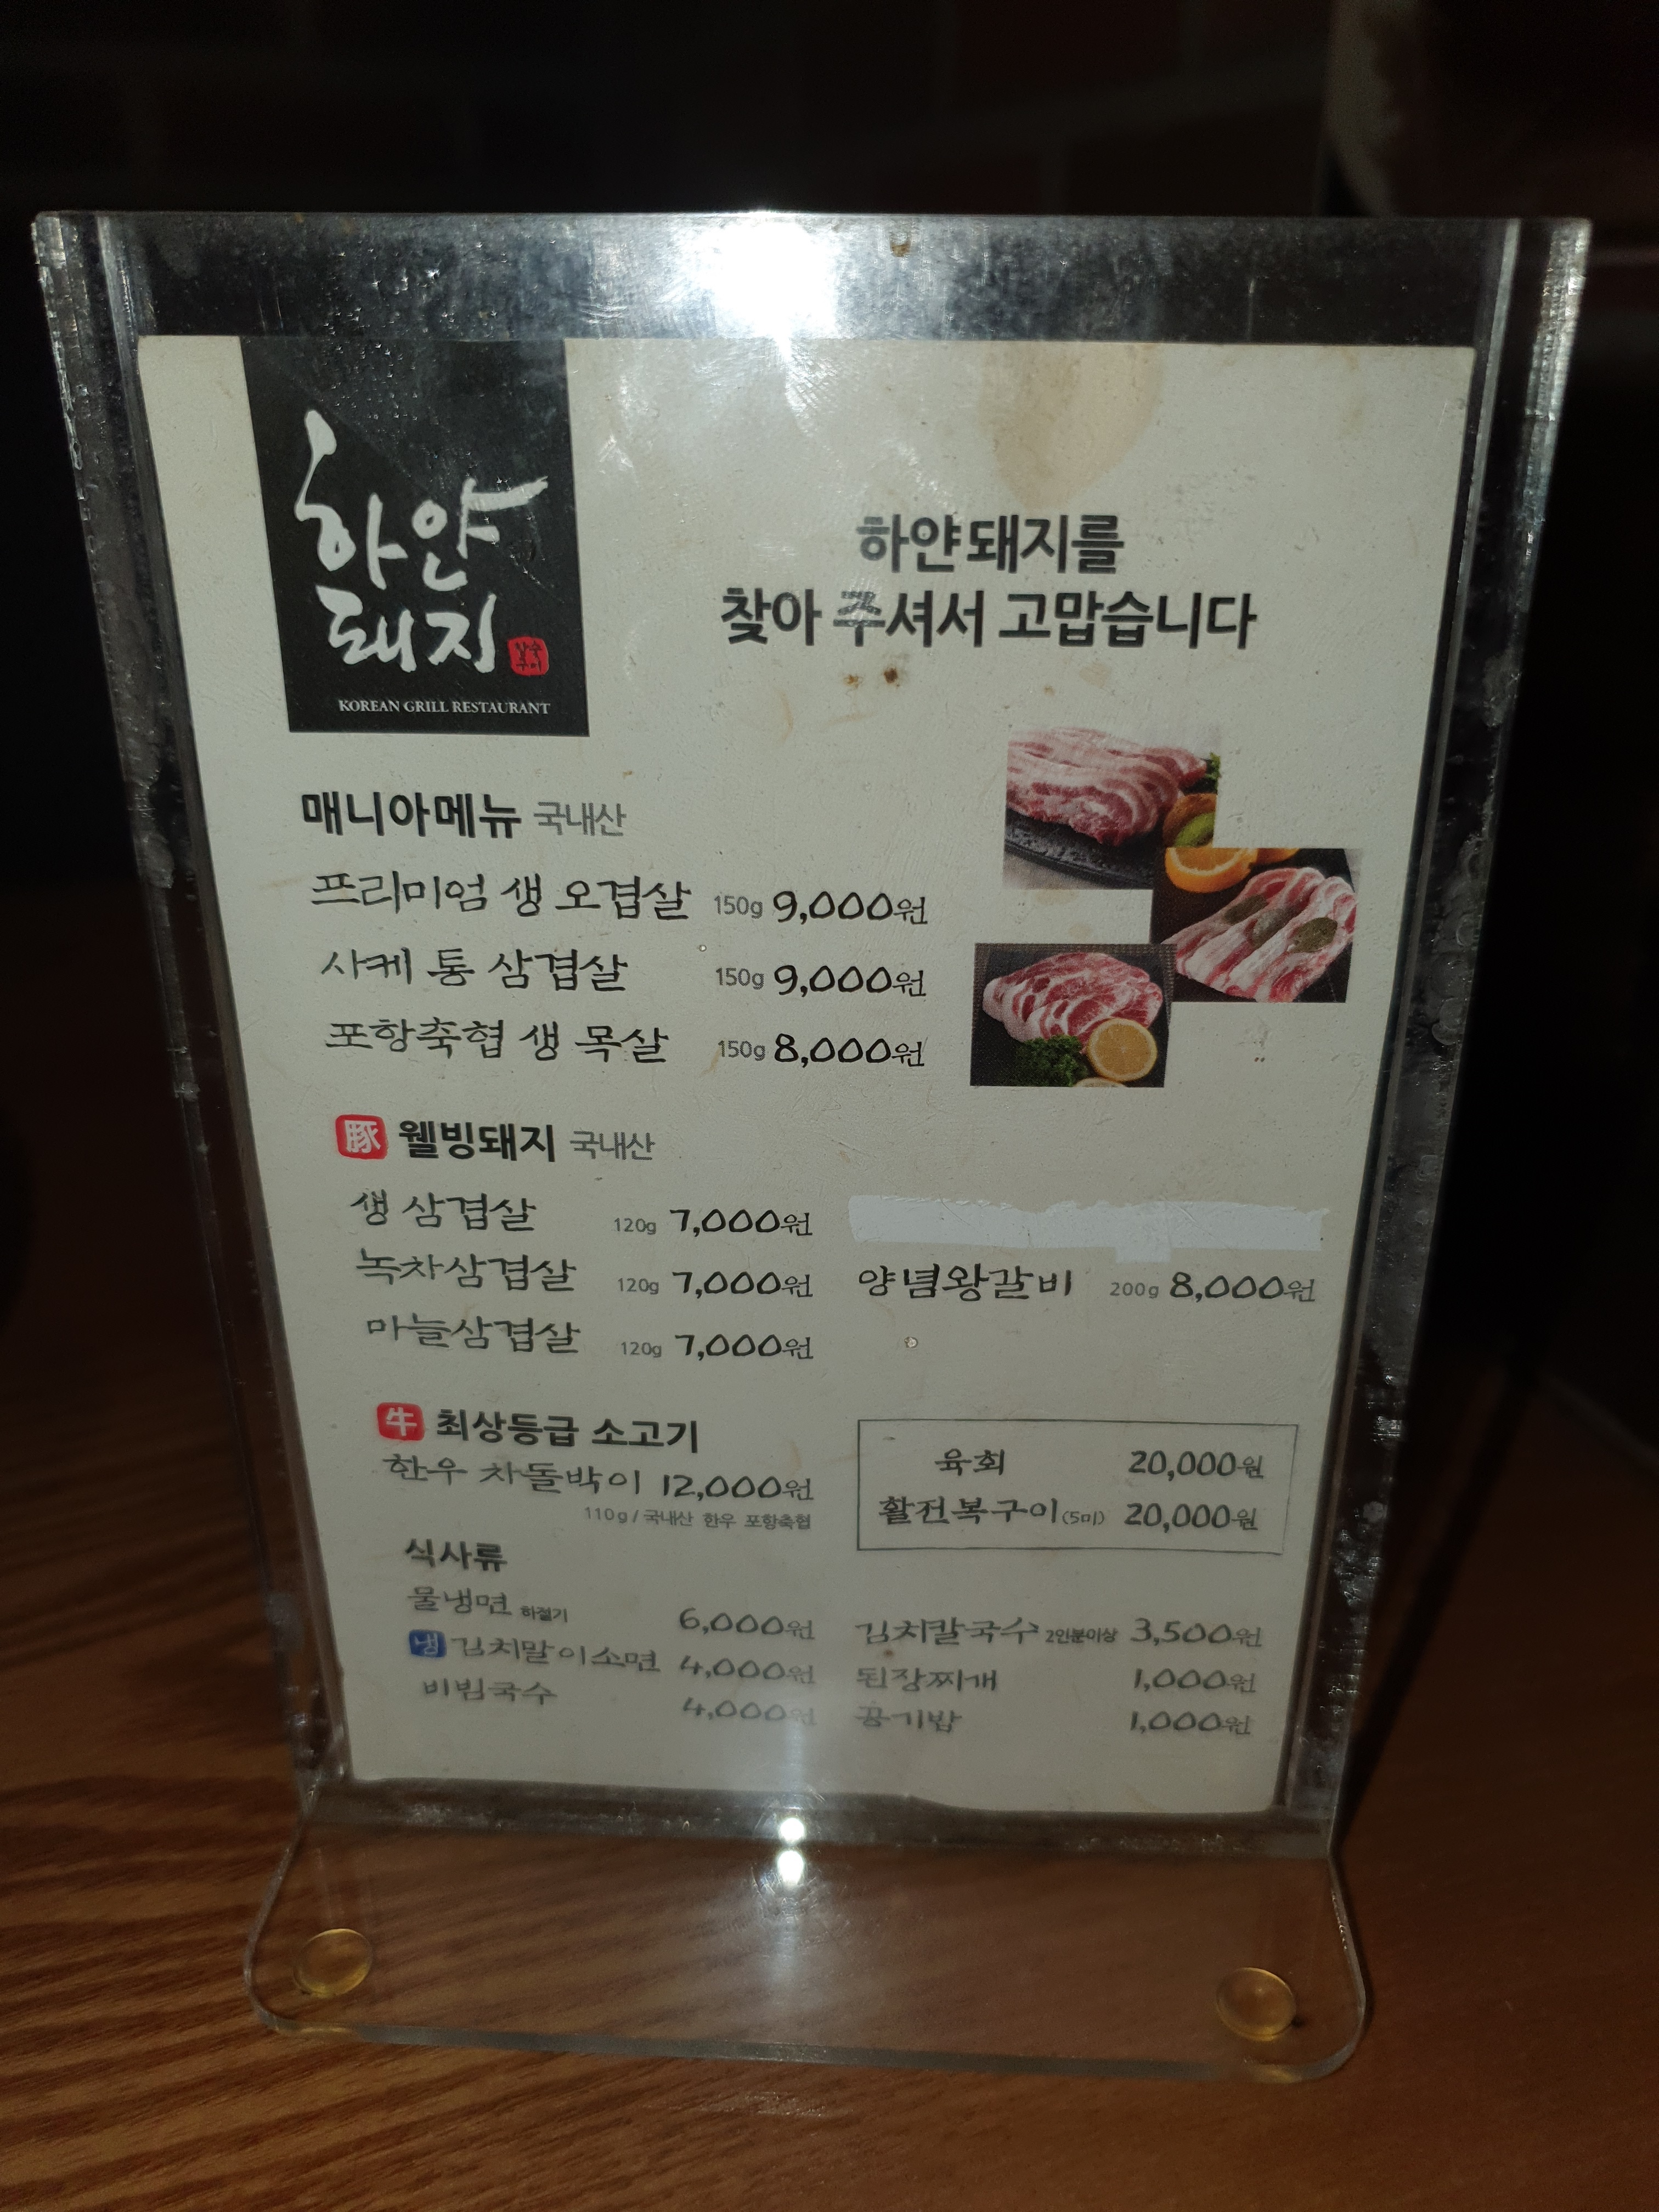 하얀
돼지
KOREAN GRILL RESTAURANT
하얀돼지를
찾아 주셔서 고맙습니다
매니아메뉴 국내산
프리미엄 생 오겹살 150g 9,000원
사케 통 삼겹살 150g 9,000원
포항축협 생 목살 150g 8,000원
豚 웰빙돼지 국내산
생 삼겹살 120g 7,000원
녹차삼겹살 120g 7,000원
마늘삼겹살 120g 7,000원
양념왕갈비 200g 8,000원
牛 최상등급 소고기
한우 차돌박이 12,000원
110g/국내산 한우 포항축협
육회 20,000원
활전복구이(5미) 20,000원
식사류
물냉면 하절기 6,000원
냉 김치말이소면 4,000원
비빔국수 4,000원
김치칼국수 2인분이상 3,500원
된장찌개 1,000원
공기밥 1,000원